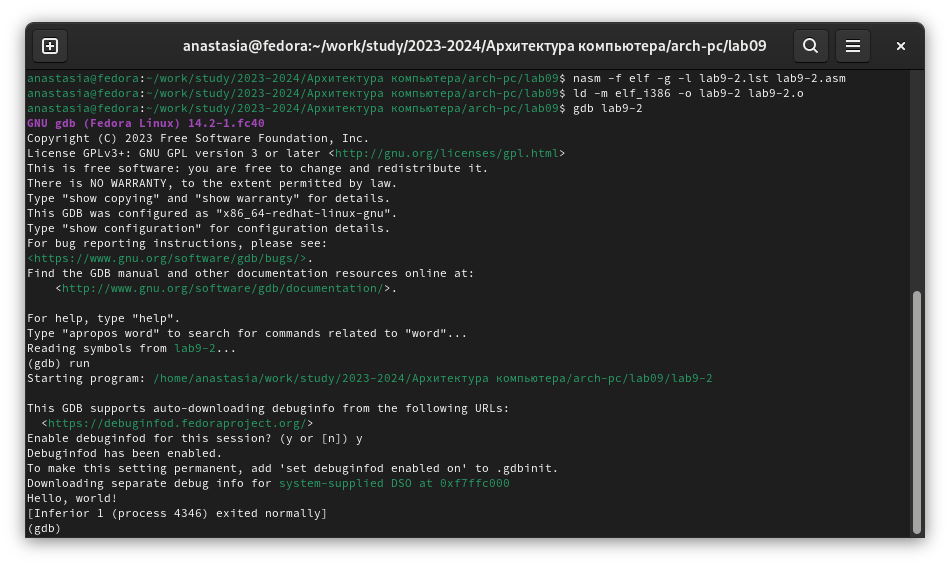 anastasia@fedora:~/work/study/2023-2024/Архитектура компьютера/arch-pc/lab09
anastasia@fedora:~/work/study/2023-2024/Архитектура компьютера/arch-pc/lab09$ nasm -f elf -g -l lab9-2.lst lab9-2.asm
anastasia@fedora:~/work/study/2023-2024/Архитектура компьютера/arch-pc/lab09$ ld -m elf_i386 -o lab9-2 lab9-2.o
anastasia@fedora:~/work/study/2023-2024/Архитектура компьютера/arch-pc/lab09$ gdb lab9-2
GNU gdb (Fedora Linux) 14.2-1.fc40
Copyright (C) 2023 Free Software Foundation, Inc.
License GPLv3+: GNU GPL version 3 or later <http://gnu.org/licenses/gpl.html>
This is free software: you are free to change and redistribute it.
There is NO WARRANTY, to the extent permitted by law.
Type "show copying" and "show warranty" for details.
This GDB was configured as "x86_64-redhat-linux-gnu".
Type "show configuration" for configuration details.
For bug reporting instructions, please see:
<https://www.gnu.org/software/gdb/bugs/>.
Find the GDB manual and other documentation resources online at:
    <http://www.gnu.org/software/gdb/documentation/>.

For help, type "help".
Type "apropos word" to search for commands related to "word"...
Reading symbols from lab9-2...
(gdb) run
Starting program: /home/anastasia/work/study/2023-2024/Архитектура компьютера/arch-pc/lab09/lab9-2

This GDB supports auto-downloading debuginfo from the following URLs:
  <https://debuginfod.fedoraproject.org/>
Enable debuginfod for this session? (y or [n]) y
Debuginfod has been enabled.
To make this setting permanent, add 'set debuginfod enabled on' to .gdbinit.
Downloading separate debug info for system-supplied DSO at 0xf7ffc000
Hello, world!
[Inferior 1 (process 4346) exited normally]
(gdb)